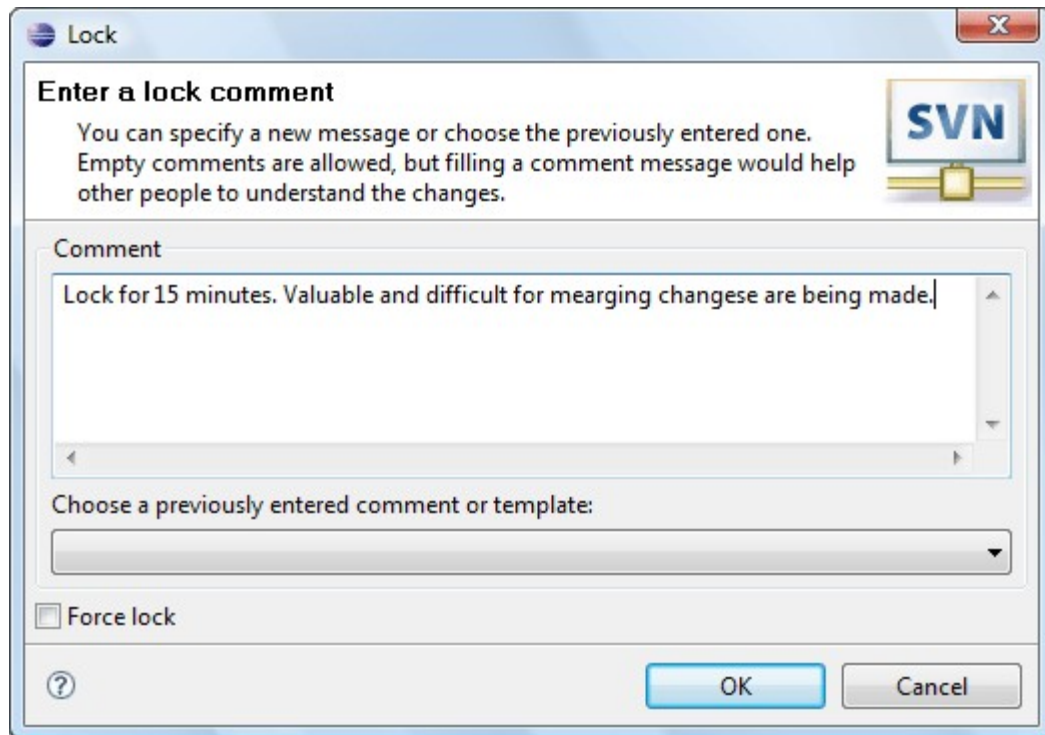 Lock
Enter a lock comment
You can specify a new message or choose the previously entered one.
Empty comments are allowed, but filling a comment message would help
other people to understand the changes.
SVN
Comment
Lock for 15 minutes. Valuable and difficult for mearging changese are being made.
Choose a previously entered comment or template:
Force lock
OK
Cancel